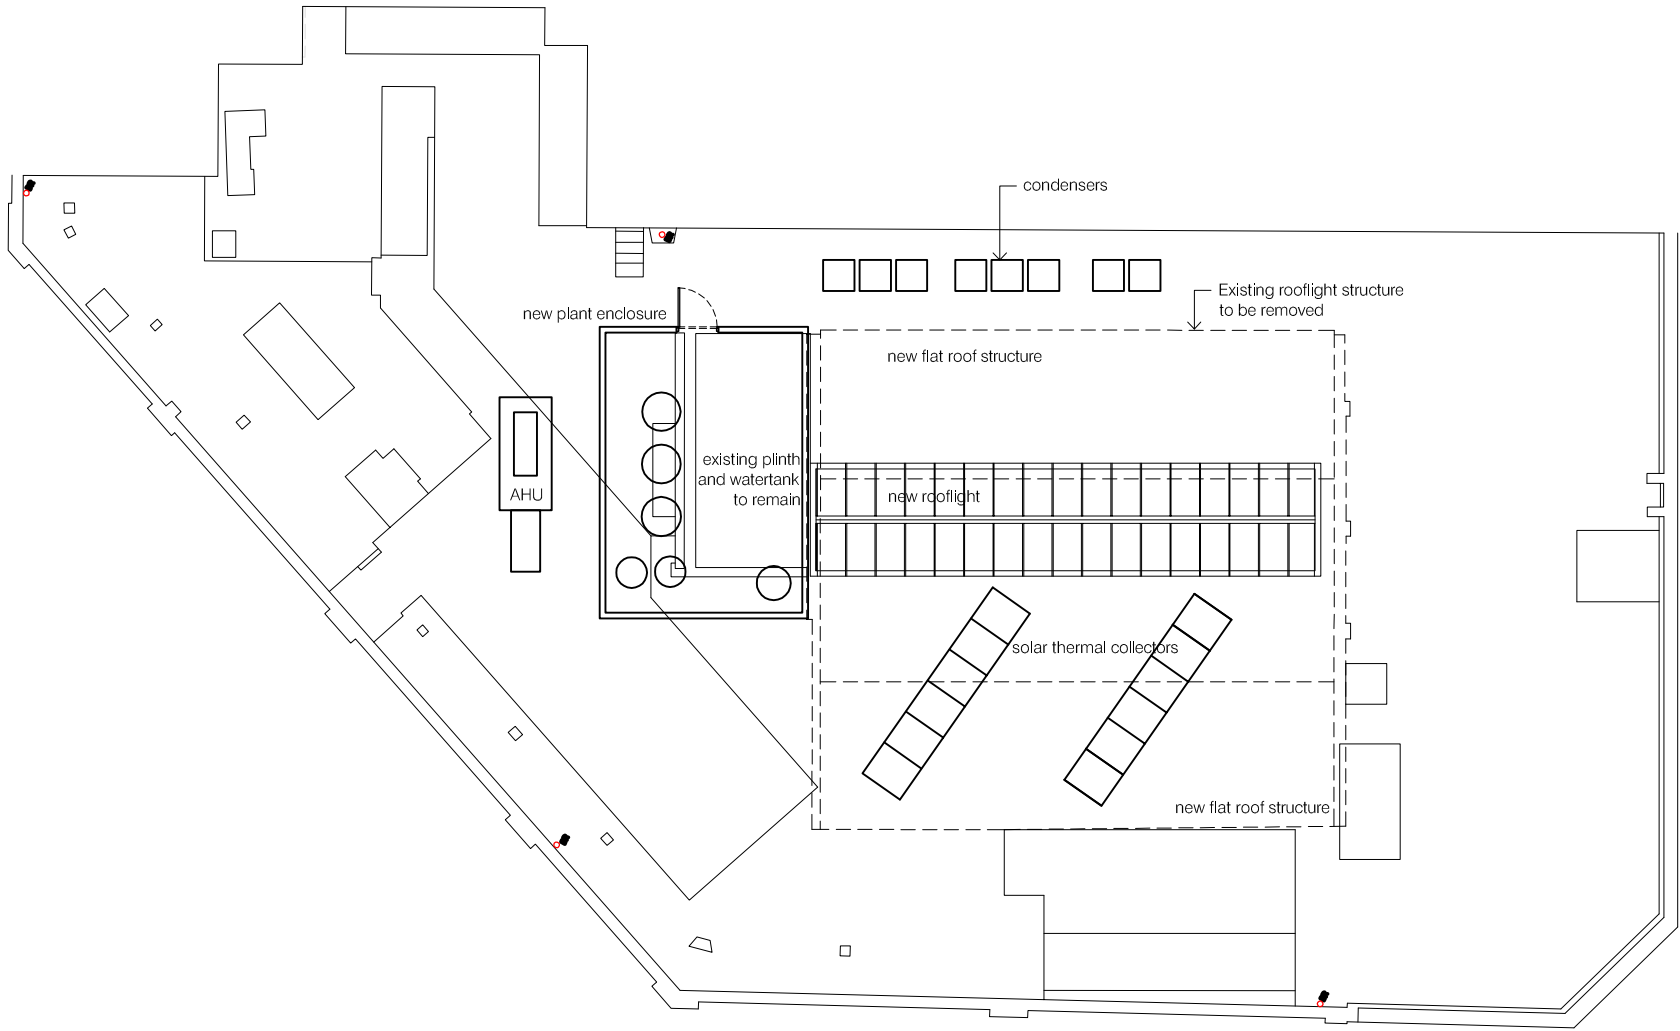 condensers
Existing rooflight structure
to be removed
new plant enclosure
new flat roof structure
existing plinth
and watertank
to remain
AHU
new rooflight
solar thermal collectors
new flat roof structure